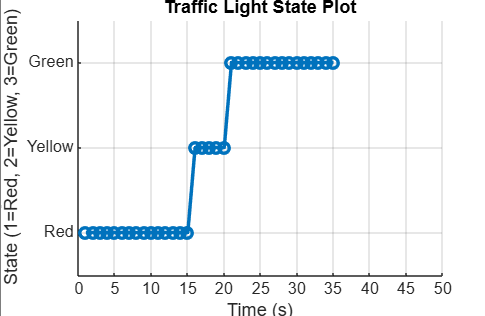 Traffic Light State Plot
State (1=Red, 2=Yellow, 3=Green)
Green
Yellow
Red
0 5 10 15 20 25 30 35 40 45 50
Time (s)